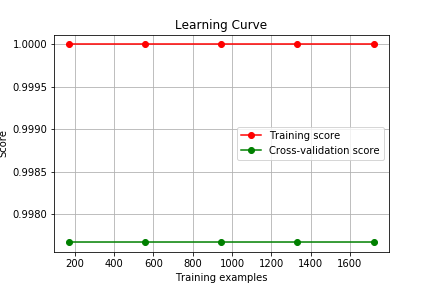 Learning Curve
1.0000
0.9995
0.9990
0.9985
0.9980
Score
Training score
Cross-validation score
200 400 600 800 1000 1200 1400 1600
Training examples